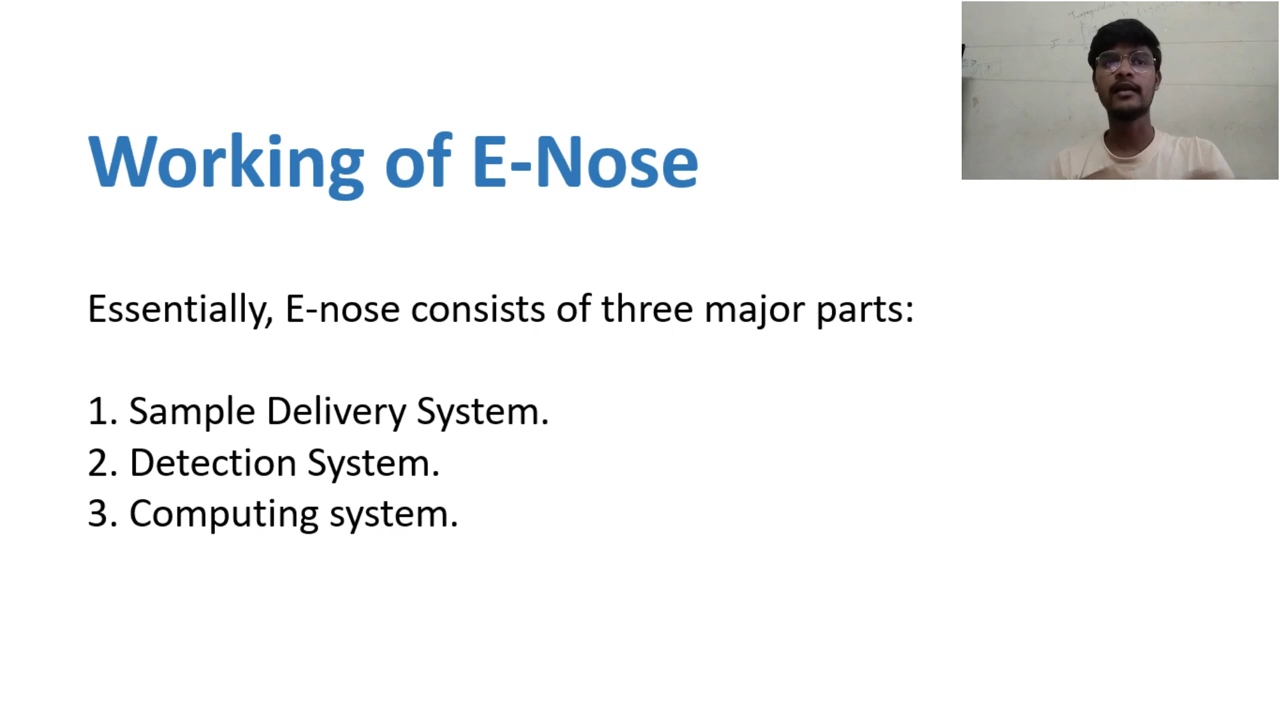 Working of E-Nose
Essentially, E-nose consists of three major parts:
1. Sample Delivery System.
2. Detection System.
3. Computing system.